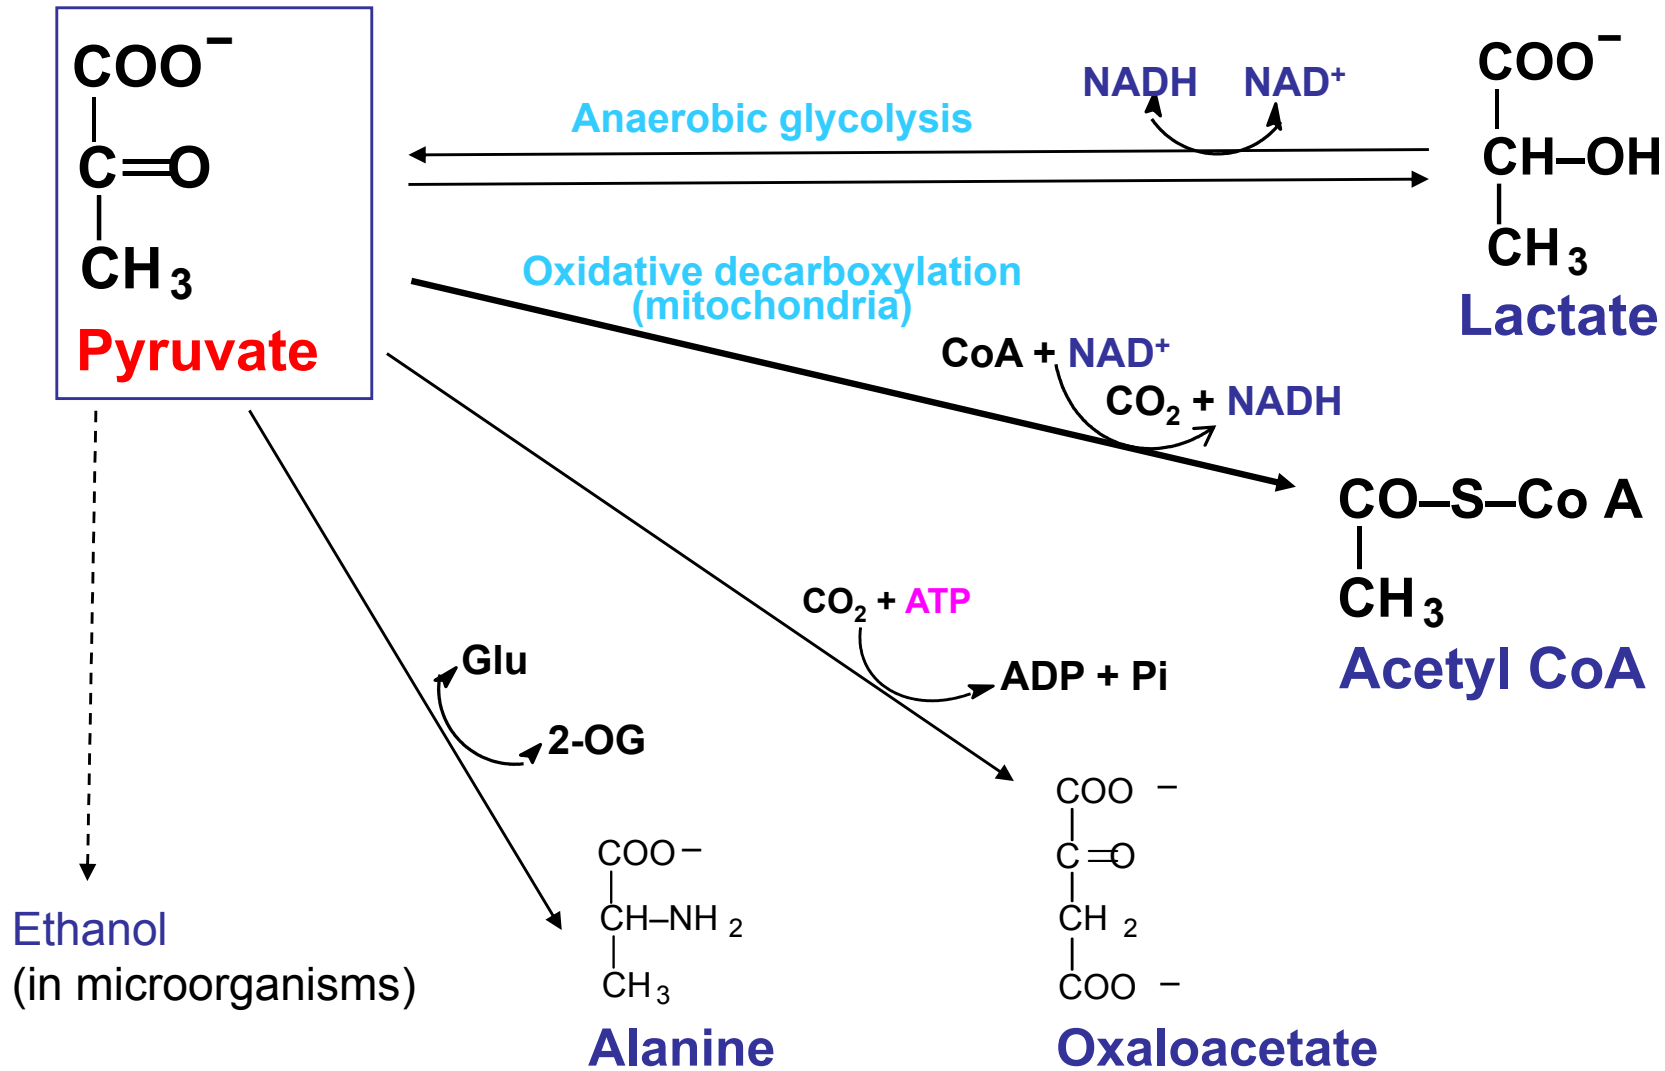 COO–
C=O
CH3
Pyruvate
Anaerobic glycolysis
NADH NAD+
COO–
CH–OH
CH3
Lactate
Oxidative decarboxylation
(mitochondria)
CoA + NAD+
CO2 + NADH
CO–S–Co A
CH3
Acetyl CoA
CO2 + ATP
ADP + Pi
Glu
2-OG
COO –
C=O
CH2
COO –
Oxaloacetate
COO–
CH–NH2
CH3
Alanine
Ethanol
(in microorganisms)